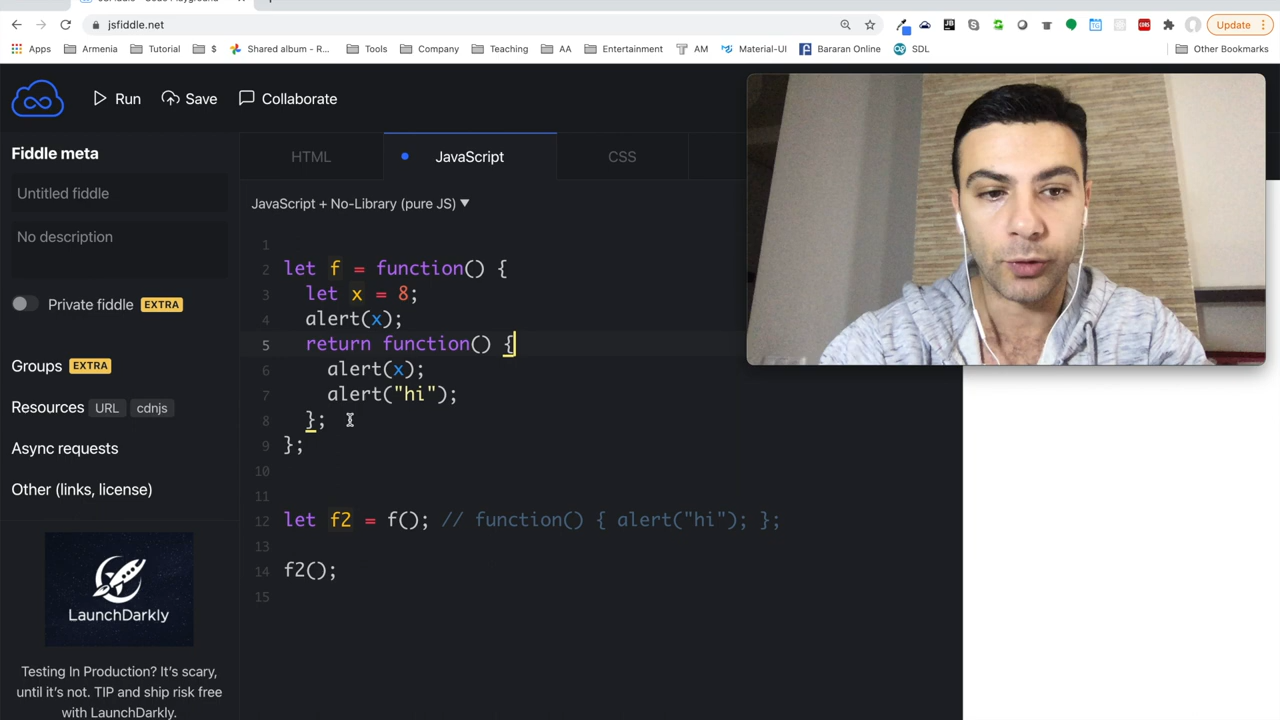 jsfiddle.net
Update
Apps
Armenia
Tutorial
$
Shared album - R...
Tools
Company
Teaching
AA
Entertainment
AM
Material-UI
Bararan Online
SDL
Other Bookmarks
Run
Save
Collaborate
Fiddle meta
Untitled fiddle
No description
Private fiddle EXTRA
Groups EXTRA
Resources URL cdnjs
Async requests
Other (links, license)
LaunchDarkly
Testing In Production? It's scary,
until it's not. TIP and ship risk free
with LaunchDarkly.
HTML
JavaScript
CSS
JavaScript + No-Library (pure JS) ▼
1
2 let f = function() {
3 let x = 8;
4 alert(x);
5 return function() {
6 alert(x);
7 alert("hi");
8 };
9 };
10
11
12 let f2 = f(); // function() { alert("hi"); };
13
14 f2();
15